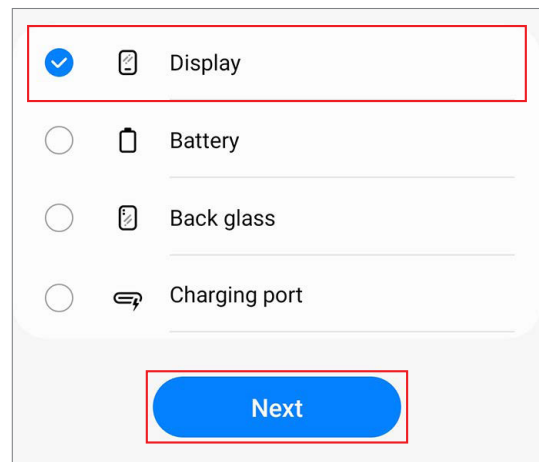 Display
Battery
Back glass
Charging port
Next